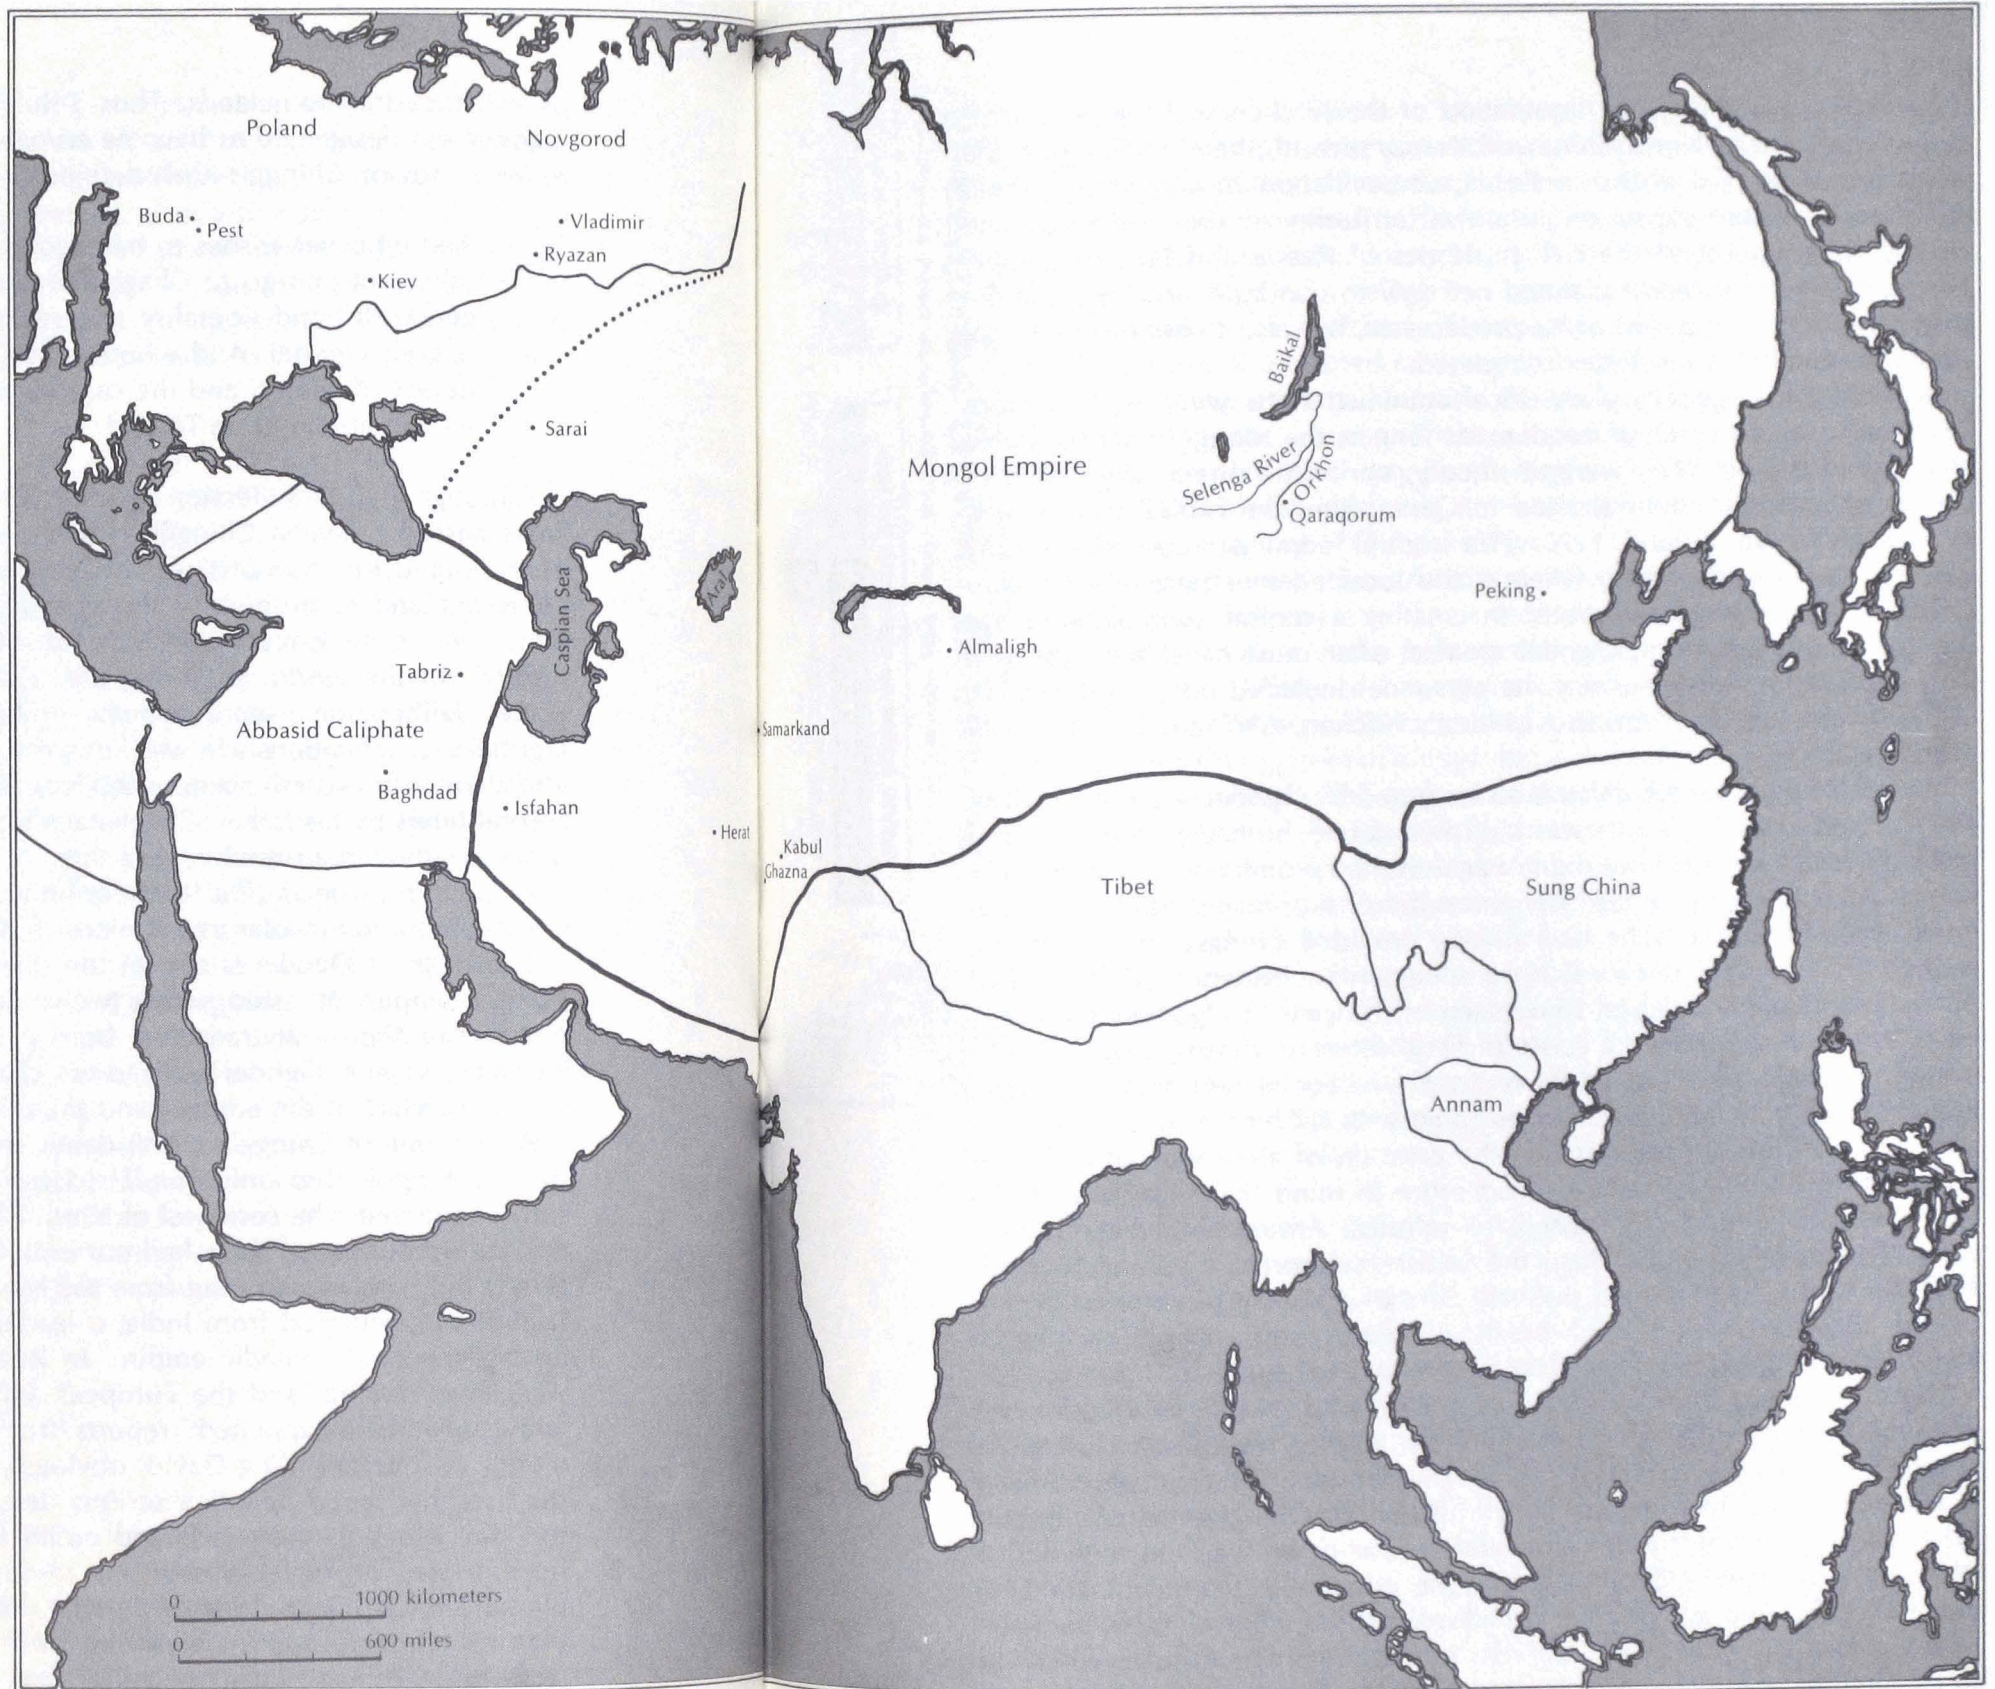 Poland
Novgorod
Buda
Pest
Vladimir
Ryazan
Kiev
Sarai
Baikal
Mongol Empire
Selenga River
Orkhon
Qaraqorum
Caspian Sea
Aral
Peking
Almaligh
Tabriz
Abbasid Caliphate
Samarkand
Baghdad
Isfahan
Herat
Kabul
Ghazna
Tibet
Sung China
Annam
0 1000 kilometers
0 600 miles